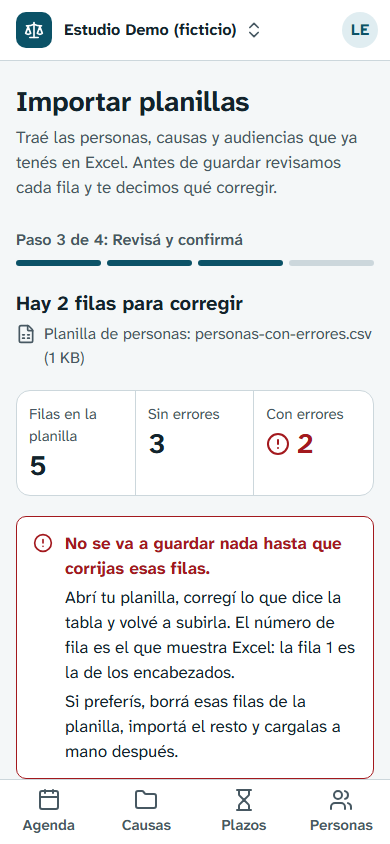 Estudio Demo (ficticio)
LE
Importar planillas
Traé las personas, causas y audiencias que ya
tenés en Excel. Antes de guardar revisamos
cada fila y te decimos qué corregir.
Paso 3 de 4: Revisá y confirmá
Hay 2 filas para corregir
Planilla de personas: personas-con-errores.csv
(1 KB)
Filas en la
planilla
5
Sin errores
3
Con errores
2
No se va a guardar nada hasta que
corrijas esas filas.
Abrí tu planilla, corregí lo que dice la
tabla y volvé a subirla. El número de
fila es el que muestra Excel: la fila 1 es
la de los encabezados.
Si preferís, borrá esas filas de la
planilla, importá el resto y cargalas a
mano después.
Agenda
Causas
Plazos
Personas